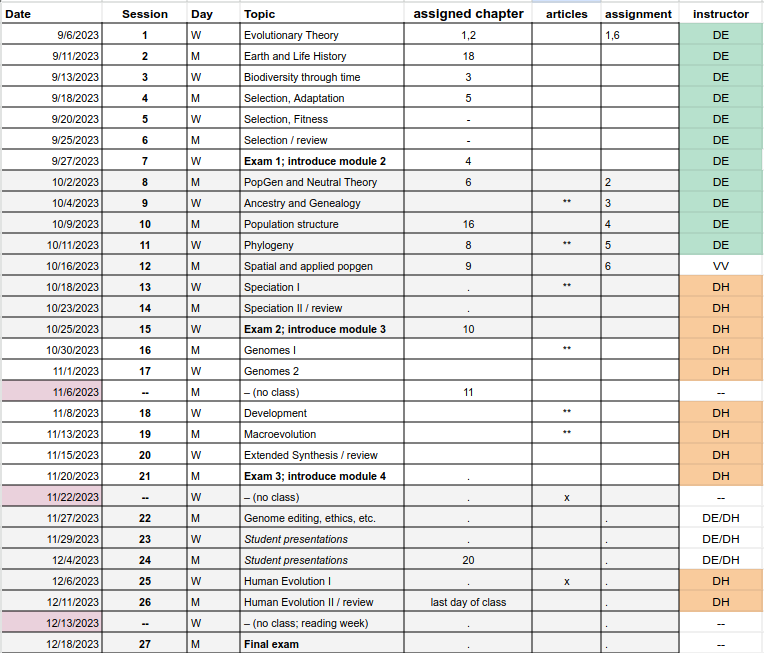 Date Session Day Topic assigned chapter articles assignment instructor
9/6/2023 1 W Evolutionary Theory 1,2 1,6 DE
9/11/2023 2 M Earth and Life History 18 DE
9/13/2023 3 W Biodiversity through time 3 DE
9/18/2023 4 M Selection, Adaptation 5 DE
9/20/2023 5 W Selection, Fitness - DE
9/25/2023 6 M Selection / review - DE
9/27/2023 7 W Exam 1; introduce module 2 4 DE
10/2/2023 8 M PopGen and Neutral Theory 6 2 DE
10/4/2023 9 W Ancestry and Genealogy ** 3 DE
10/9/2023 10 M Population structure 16 4 DE
10/11/2023 11 W Phylogeny 8 ** 5 DE
10/16/2023 12 M Spatial and applied popgen 9 6 VV
10/18/2023 13 W Speciation I . ** DH
10/23/2023 14 M Speciation II / review . DH
10/25/2023 15 W Exam 2; introduce module 3 10 DH
10/30/2023 16 M Genomes I ** DH
11/1/2023 17 W Genomes 2 DH
11/6/2023 -- M – (no class) 11 --
11/8/2023 18 W Development ** DH
11/13/2023 19 M Macroevolution ** DH
11/15/2023 20 W Extended Synthesis / review DH
11/20/2023 21 M Exam 3; introduce module 4 . DH
11/22/2023 -- W – (no class) . x --
11/27/2023 22 M Genome editing, ethics, etc. . . DE/DH
11/29/2023 23 W Student presentations . . DE/DH
12/4/2023 24 M Student presentations 20 . DE/DH
12/6/2023 25 W Human Evolution I . x . DH
12/11/2023 26 M Human Evolution II / review last day of class . DH
12/13/2023 -- W – (no class; reading week) . . --
12/18/2023 27 M Final exam . . --